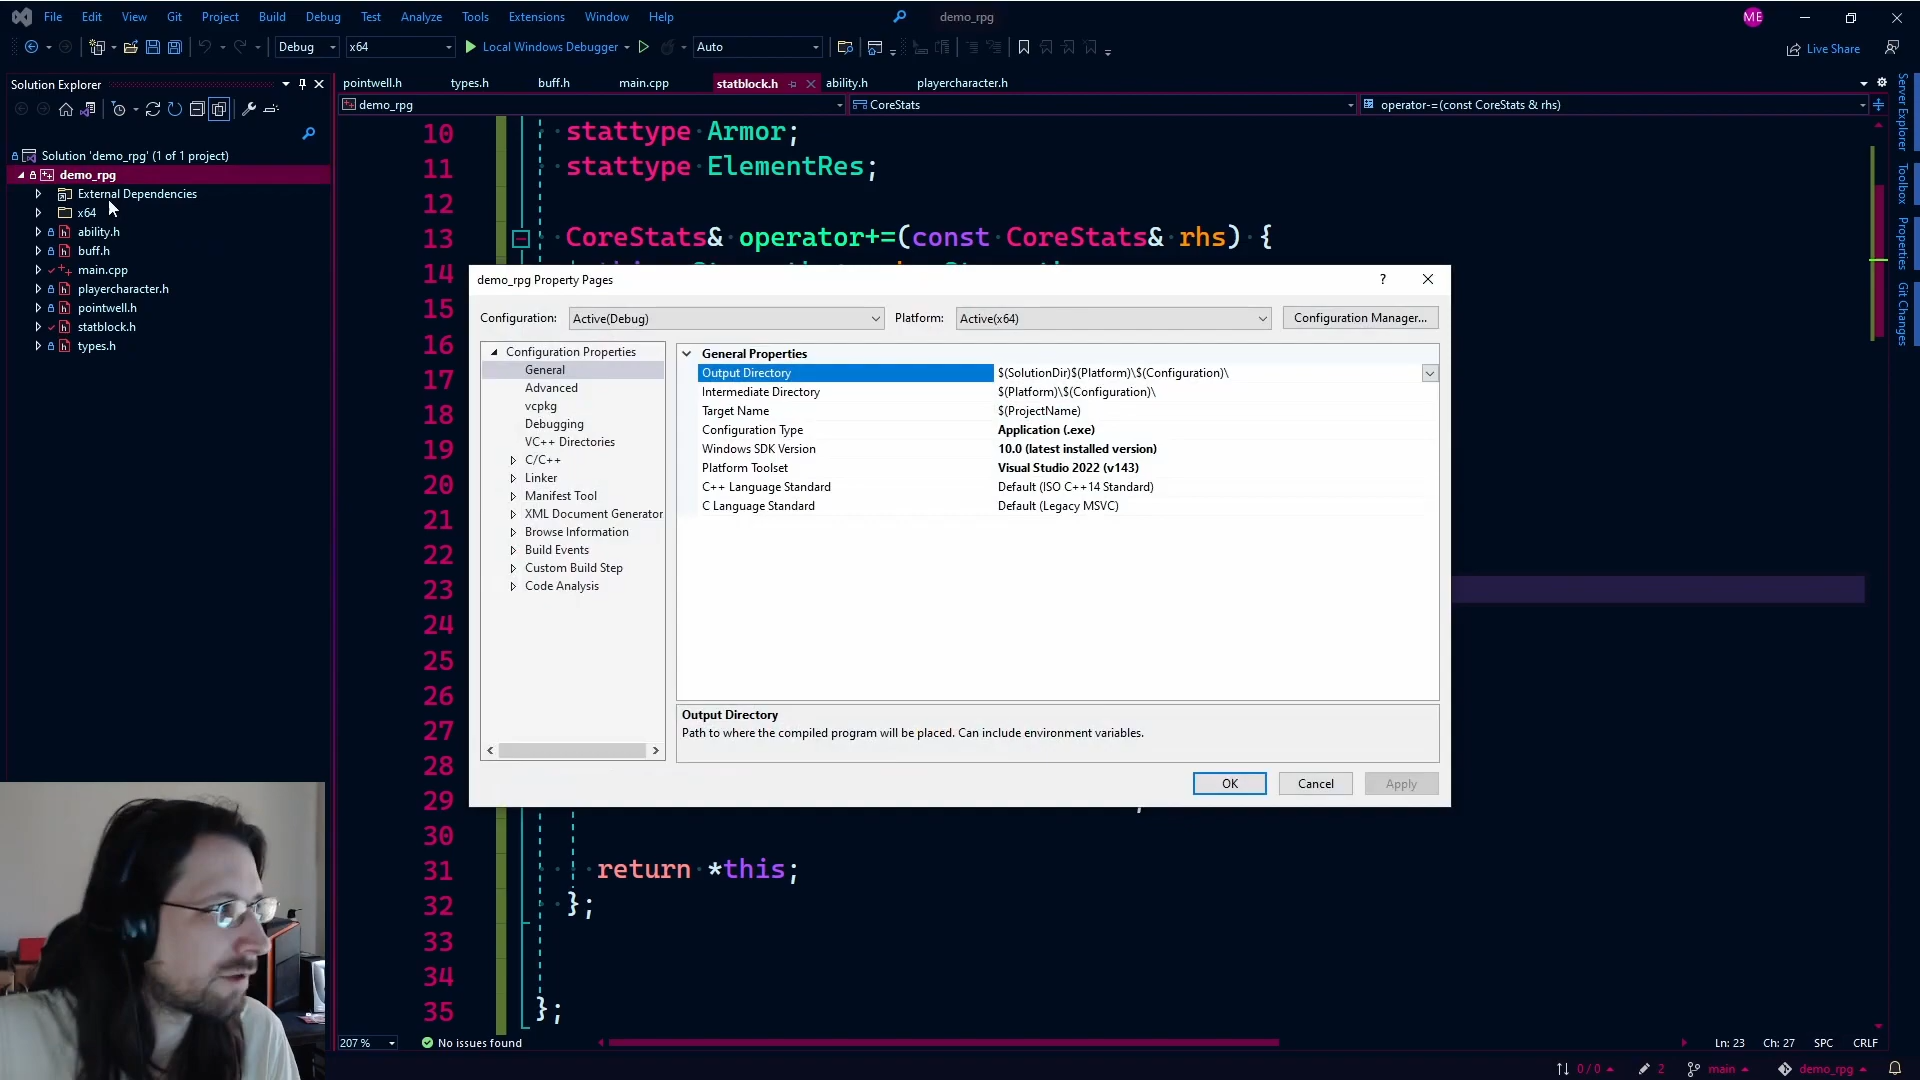 File Edit View Git Project Build Debug Test Analyze Tools Extensions Window Help demo_rpg ME
Debug x64 Local Windows Debugger Auto Live Share
Solution Explorer
pointwell.h types.h buff.h main.cpp statblock.h ability.h playercharacter.h
demo_rpg CoreStats operator-=(const CoreStats & rhs)
Solution 'demo_rpg' (1 of 1 project)
demo_rpg
External Dependencies
x64
ability.h
buff.h
main.cpp
playercharacter.h
pointwell.h
statblock.h
types.h
10 stattype Armor;
11 stattype ElementRes;
12
13 CoreStats& operator+=(const CoreStats& rhs) {
14
15
16
17
18
19
20
21
22
23
24
25
26
27
28
29
30
31 return *this;
32 };
33
34
35 };
demo_rpg Property Pages ?
Configuration: Active(Debug) Platform: Active(x64) Configuration Manager...
Configuration Properties
General
Advanced
vcpkg
Debugging
VC++ Directories
C/C++
Linker
Manifest Tool
XML Document Generator
Browse Information
Build Events
Custom Build Step
Code Analysis
General Properties
Output Directory $(SolutionDir)$(Platform)\$(Configuration)\
Intermediate Directory $(Platform)\$(Configuration)\
Target Name $(ProjectName)
Configuration Type Application (.exe)
Windows SDK Version 10.0 (latest installed version)
Platform Toolset Visual Studio 2022 (v143)
C++ Language Standard Default (ISO C++14 Standard)
C Language Standard Default (Legacy MSVC)
Output Directory
Path to where the compiled program will be placed. Can include environment variables.
OK Cancel Apply
Server Explorer
Toolbox
Properties
Git Changes
207 % No issues found Ln: 23 Ch: 27 SPC CRLF
0 / 0 2 main demo_rpg